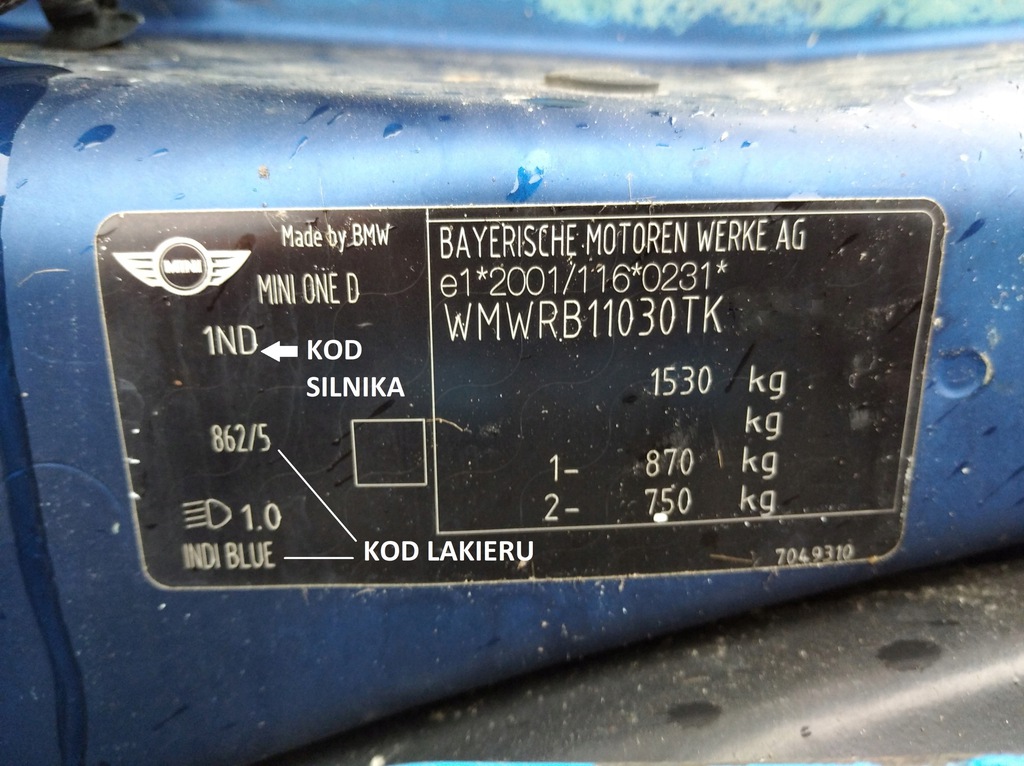 Made by BMW
MINI
MINI ONE D
1ND
KOD
SILNIKA
862/5
1.0
INDI BLUE
KOD LAKIERU
BAYERISCHE MOTOREN WERKE AG
e1*2001/116*0231*
WMWRB11030TK
1530 kg
kg
1- 870 kg
2- 750 kg
7049310